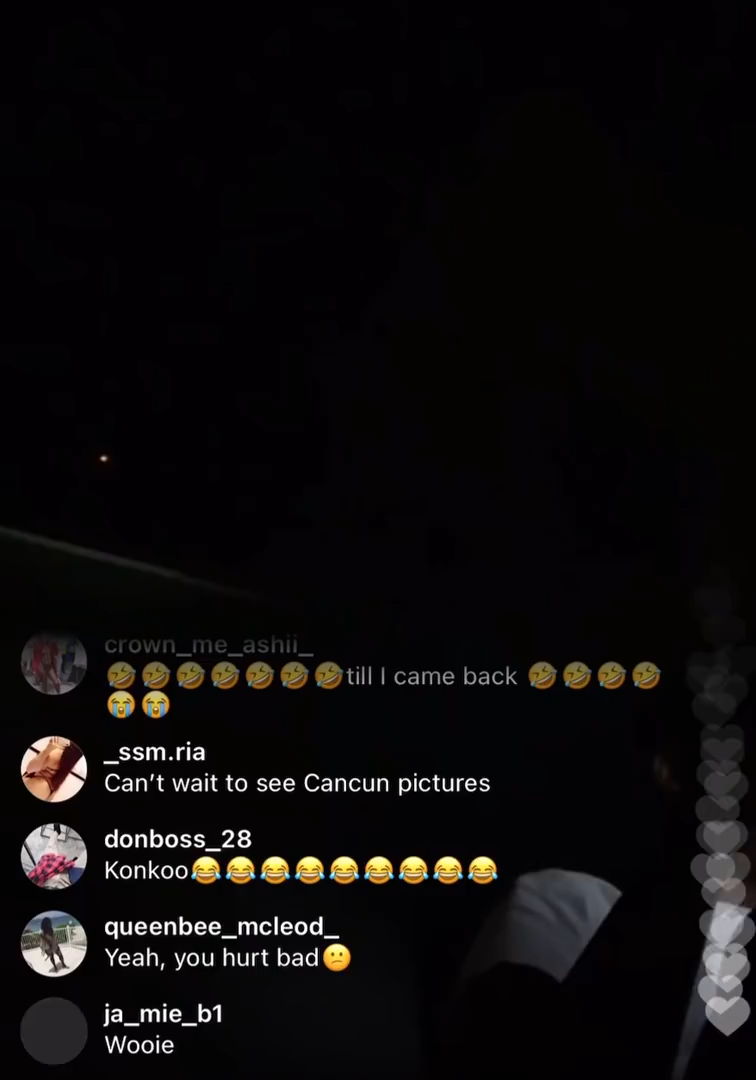 crown_me_ashii_
🤣🤣🤣🤣🤣🤣🤣till I came back 🤣🤣🤣🤣
😭😭
_ssm.ria
Can’t wait to see Cancun pictures
donboss_28
Konkoo😂😂😂😂😂😂😂😂😂
queenbee_mcleod_
Yeah, you hurt bad😕
ja_mie_b1
Wooie